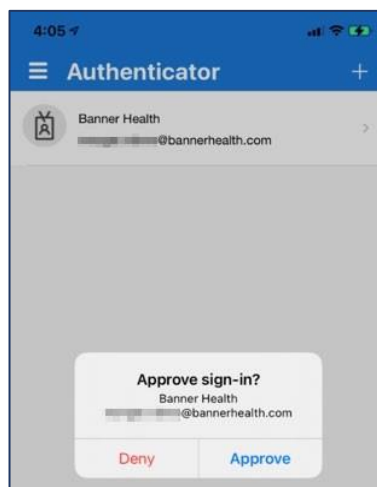 4:05
Authenticator
Banner Health
@bannerhealth.com
Approve sign-in?
Banner Health
@bannerhealth.com
Deny
Approve